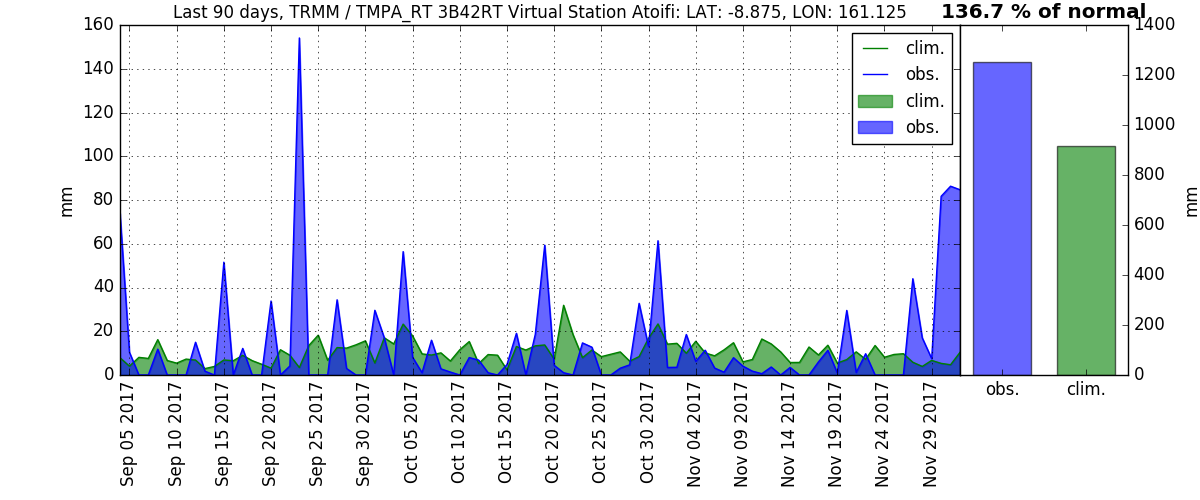 Last 90 days, TRMM / TMPA_RT 3B42RT Virtual Station Atoifi: LAT: -8.875, LON: 161.125
136.7 % of normal
160
140
120
100
80
60
40
20
0
mm
clim.
obs.
clim.
obs.
Sep 05 2017
Sep 10 2017
Sep 15 2017
Sep 20 2017
Sep 25 2017
Sep 30 2017
Oct 05 2017
Oct 10 2017
Oct 15 2017
Oct 20 2017
Oct 25 2017
Oct 30 2017
Nov 04 2017
Nov 09 2017
Nov 14 2017
Nov 19 2017
Nov 24 2017
Nov 29 2017
1400
1200
1000
800
600
400
200
0
mm
obs.
clim.